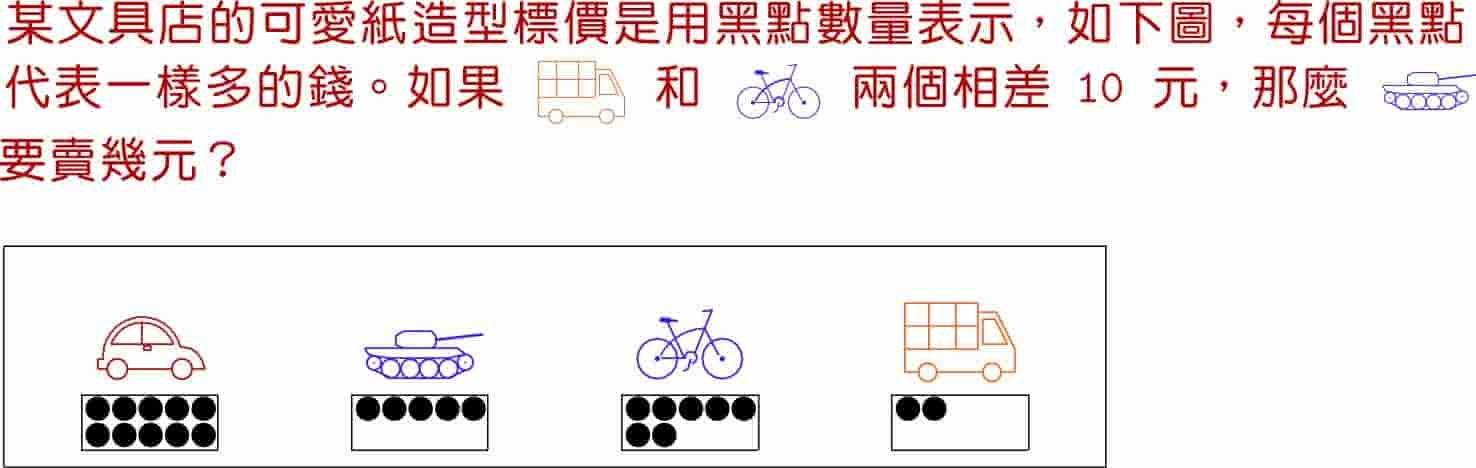 某文具店的可愛紙造型標價是用黑點數量表示，如下圖，每個黑點
代表一樣多的錢。如果 和 兩個相差 10 元，那麼
要賣幾元？